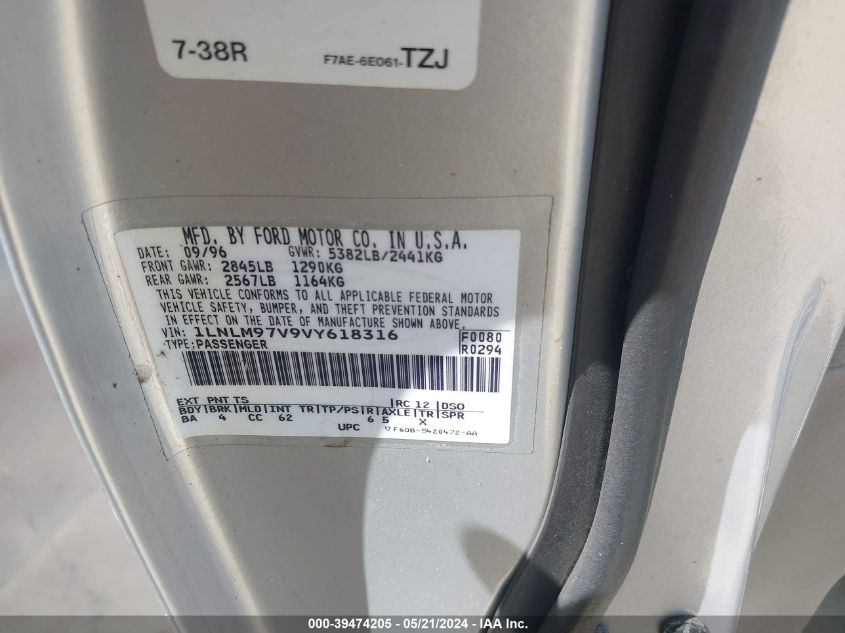 7-38R F7AE-6E061-TZJ
MFD. BY FORD MOTOR CO. IN U.S.A.
DATE: 09/96 GVWR: 5382LB/2441KG
FRONT GAWR: 2845LB 1290KG
REAR GAWR: 2567LB 1164KG
THIS VEHICLE CONFORMS TO ALL APPLICABLE FEDERAL MOTOR
VEHICLE SAFETY, BUMPER, AND THEFT PREVENTION STANDARDS
IN EFFECT ON THE DATE OF MANUFACTURE SHOWN ABOVE.
VIN: 1LNLM97V9VY618316 F0080
TYPE: PASSENGER R0294
EXT PNT TS RC 12 DSO
BDY BRK MLD INT TR TP/PS R AXLE TR SPR
BA 4 CC 62 6 5 X
UPC ▽F6DB-5420472-AA
000-39474205 - 05/21/2024 - IAA Inc.